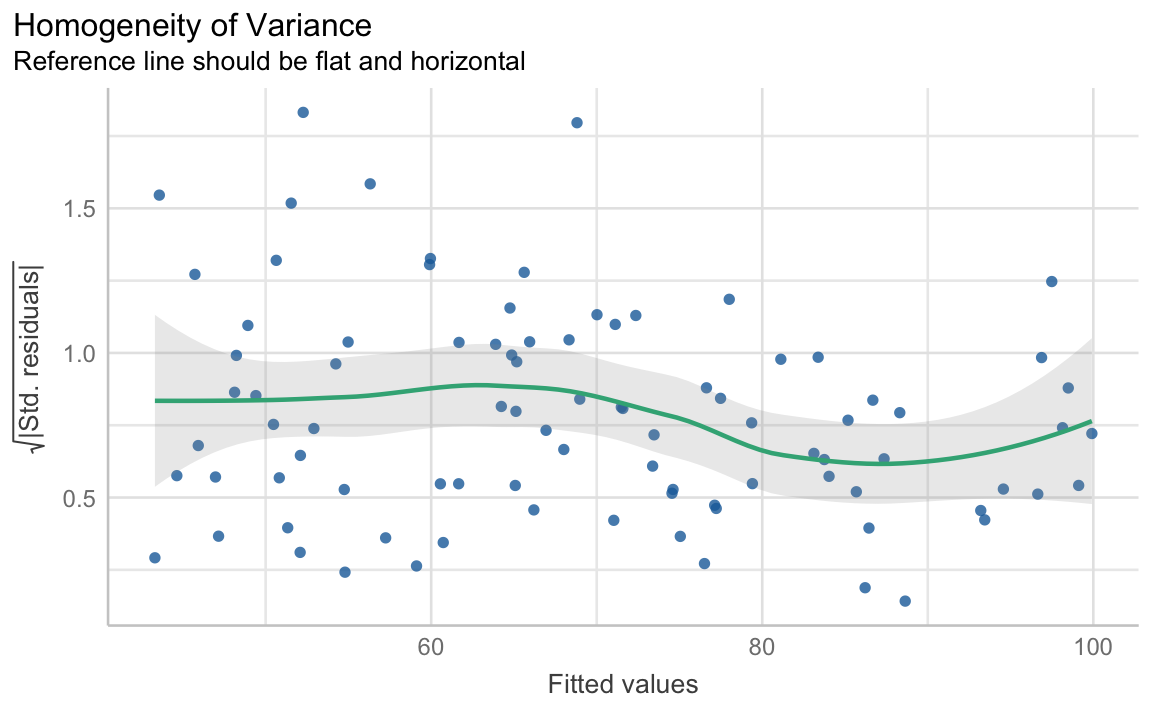 Homogeneity of Variance
Reference line should be flat and horizontal
√|Std. residuals|
1.5
1.0
0.5
60
80
100
Fitted values